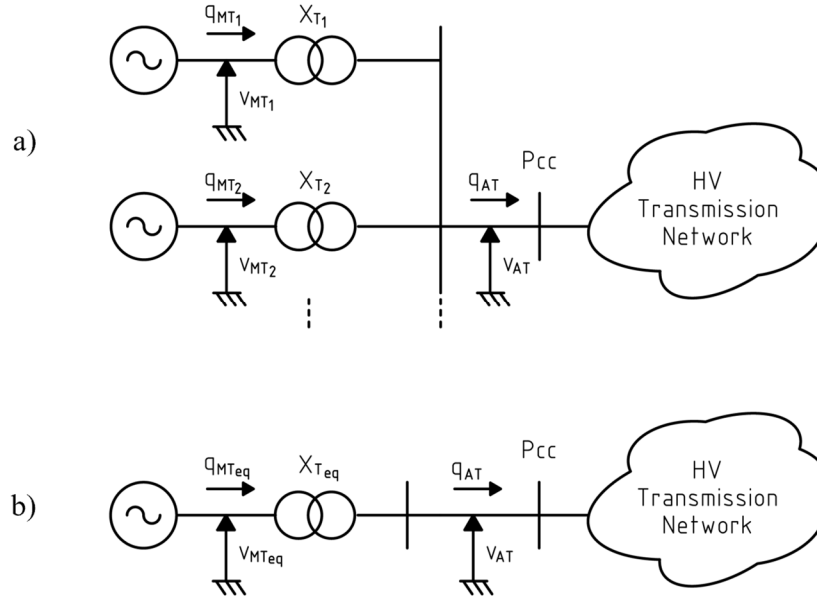 a)
qMT1
XT1
VMT1
qMT2
XT2
VMT2
qAT
VAT
Pcc
HV
Transmission
Network
b)
qMTeq
XTeq
VMTeq
qAT
VAT
Pcc
HV
Transmission
Network